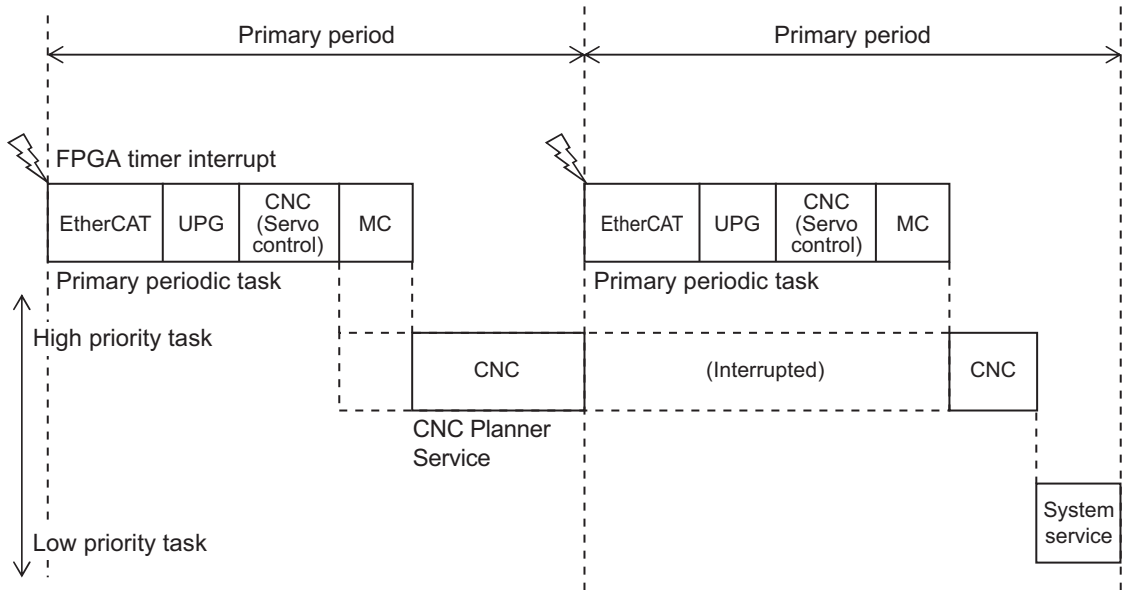 Primary period
Primary period
FPGA timer interrupt
EtherCAT
UPG
CNC
(Servo
control)
MC
EtherCAT
UPG
CNC
(Servo
control)
MC
Primary periodic task
Primary periodic task
High priority task
CNC
(Interrupted)
CNC
CNC Planner
Service
System
service
Low priority task